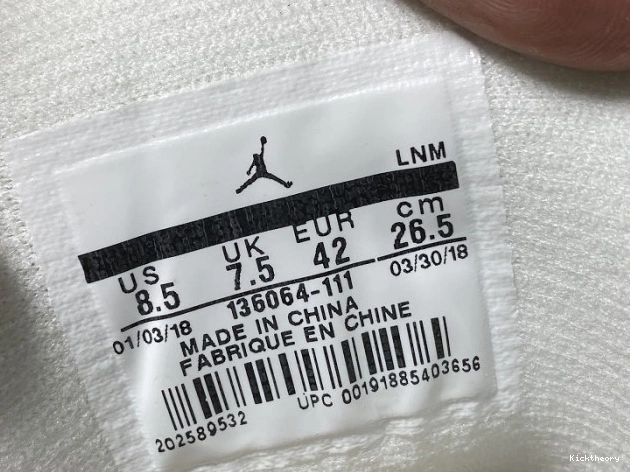 LNM
US UK EUR cm
8.5 7.5 42 26.5
01/03/18 136064-111 03/30/18
MADE IN CHINA
FABRIQUE EN CHINE
202589532 UPC 00191885403656
Kicktheory